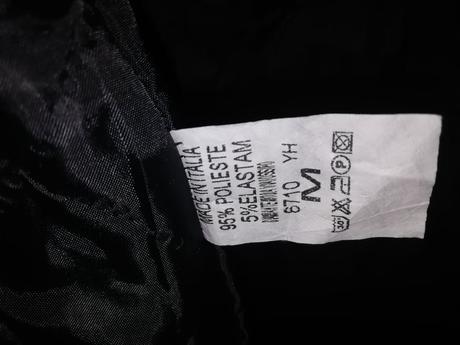 MADE IN ITALIA
95% POLIESTE
5%ELASTAM
6710 YH
M